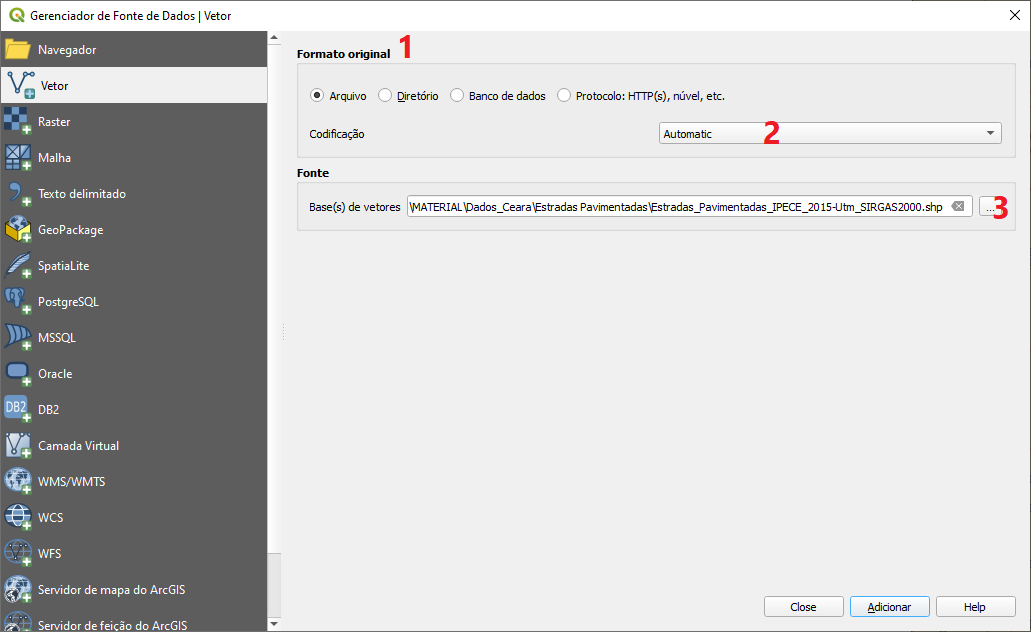 Gerenciador de Fonte de Dados | Vetor
Navegador
Vetor
Raster
Malha
Texto delimitado
GeoPackage
SpatiaLite
PostgreSQL
MSSQL
Oracle
DB2
DB2
Camada Virtual
WMS/WMTS
WCS
WFS
Servidor de mapa do ArcGIS
Servidor de feição do ArcGIS
Formato original 1
Arquivo Diretório Banco de dados Protocolo: HTTP(s), núvel, etc.
Codificação Automatic 2
Fonte
Base(s) de vetores \MATERIAL\Dados_Ceara\Estradas Pavimentadas\Estradas_Pavimentadas_IPECE_2015-Utm_SIRGAS2000.shp ... 3
Close Adicionar Help